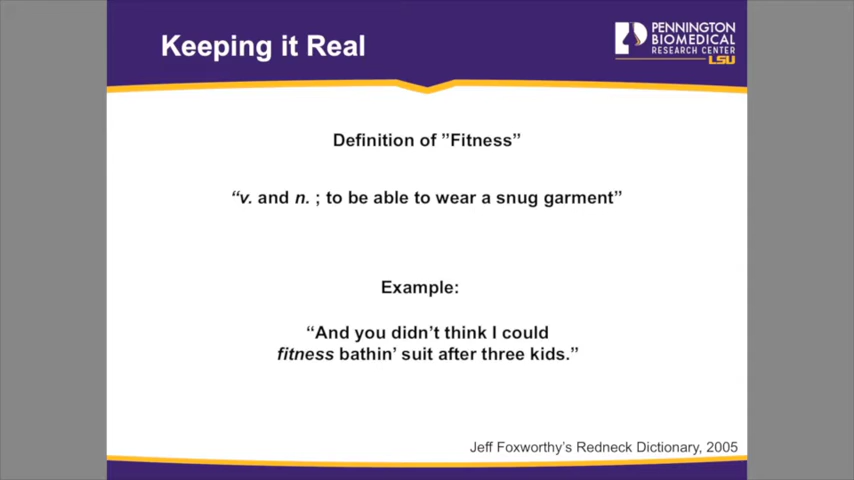 Keeping it Real
PENNINGTON
BIOMEDICAL
RESEARCH CENTER
LSU
Definition of ”Fitness”
“v. and n. ; to be able to wear a snug garment”
Example:
“And you didn’t think I could
fitness bathin’ suit after three kids.”
Jeff Foxworthy’s Redneck Dictionary, 2005